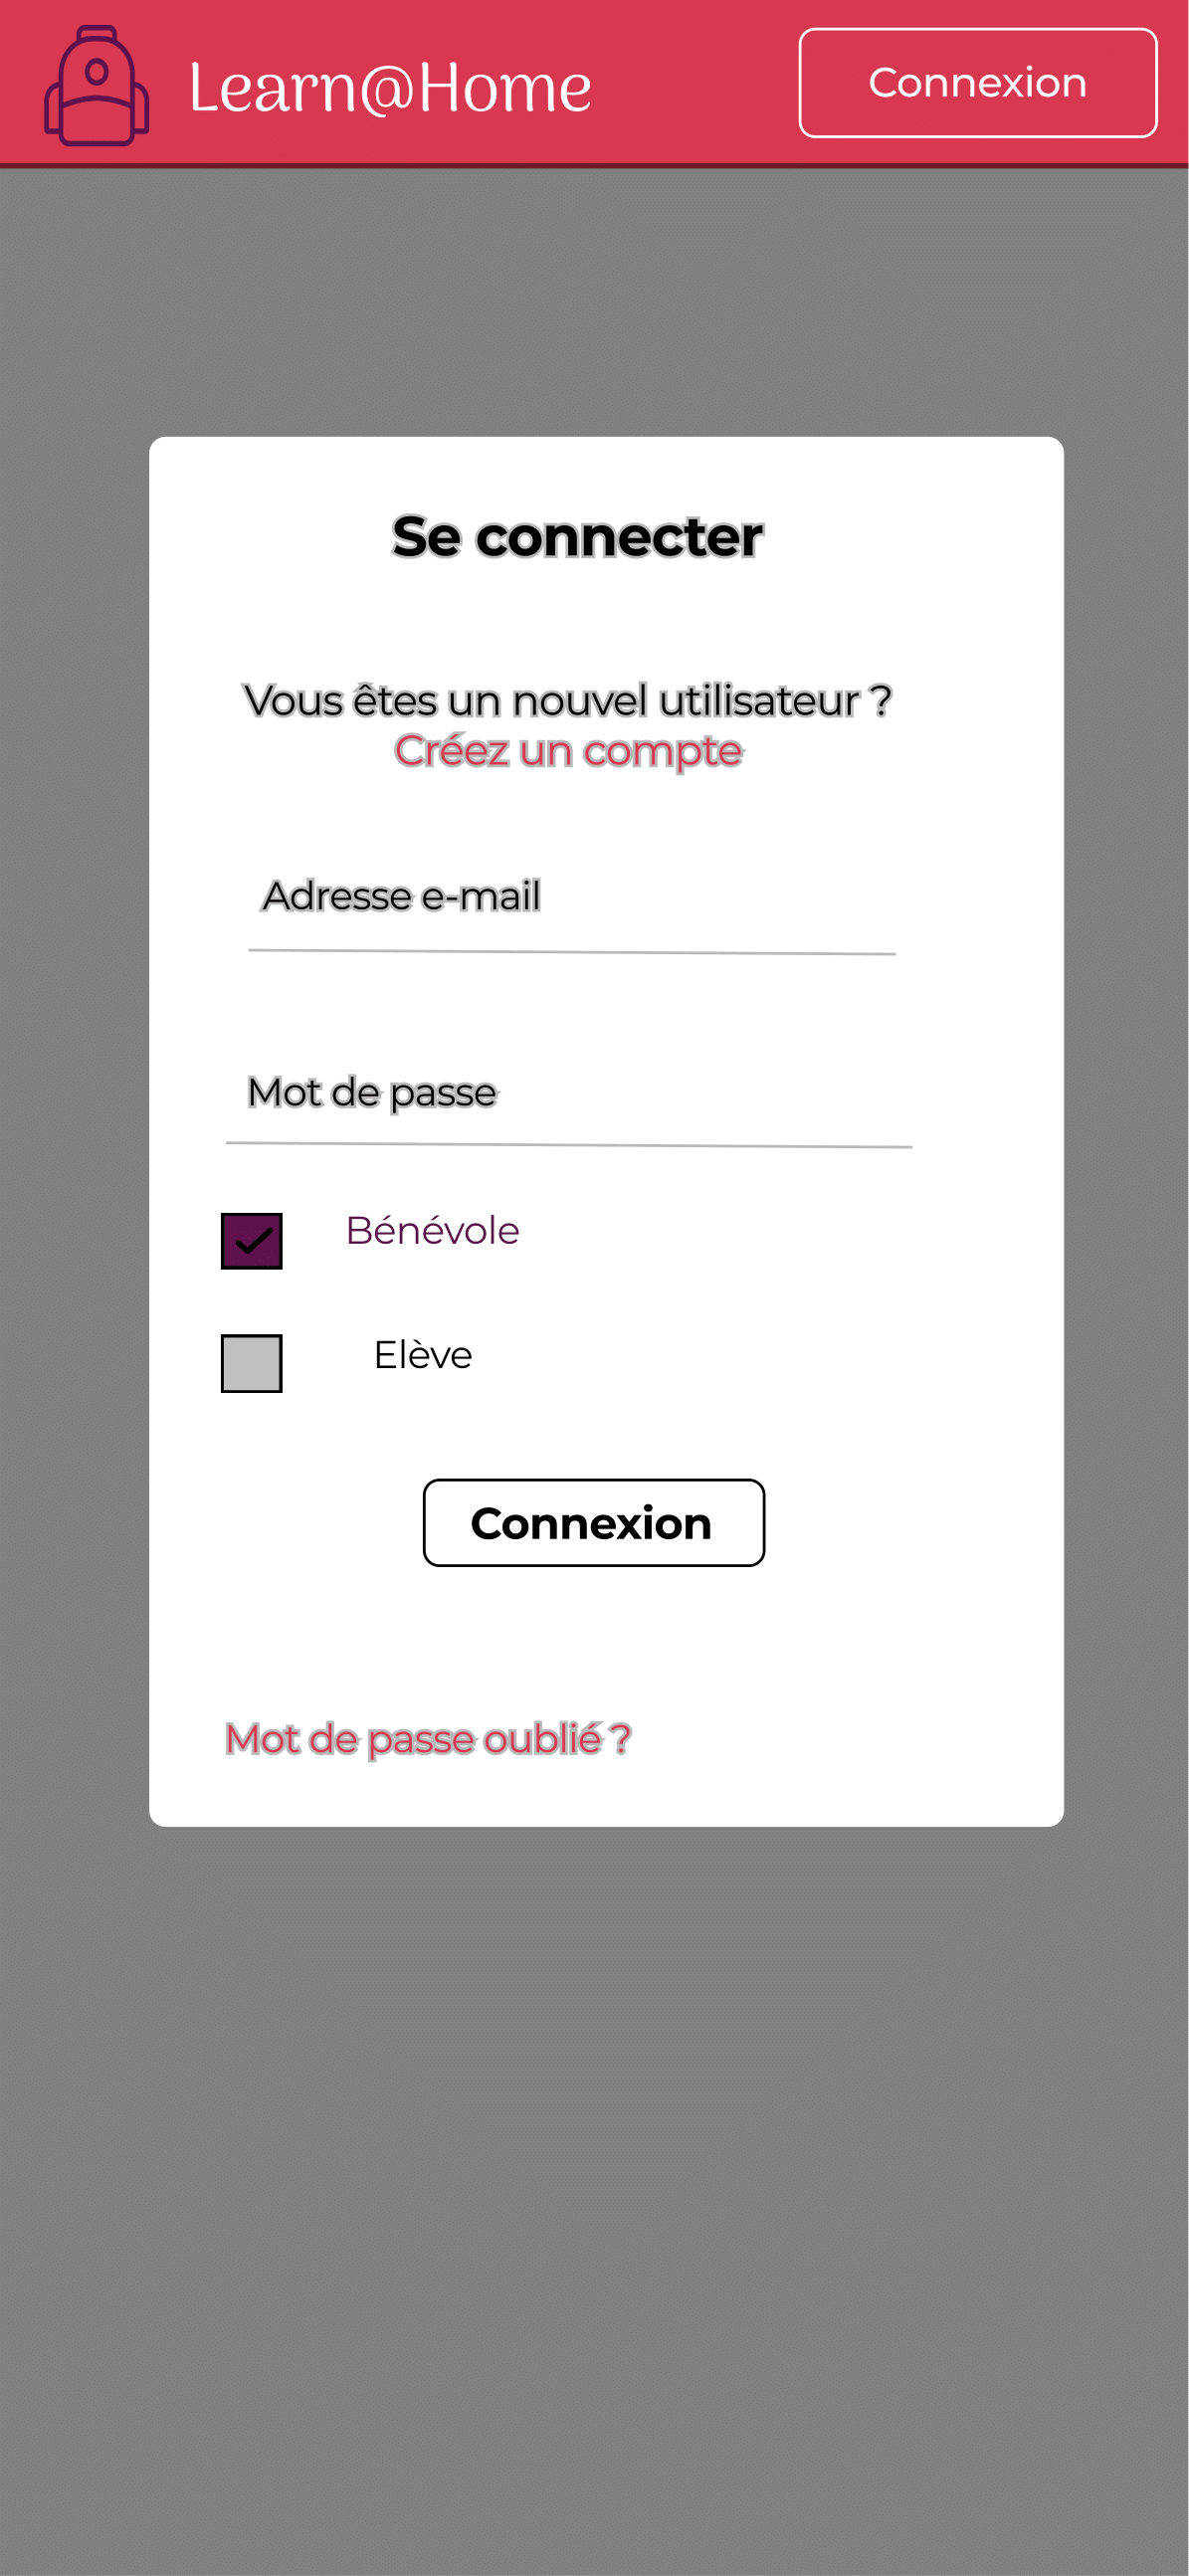 Learn@Home
Connexion
Se connecter
Vous êtes un nouvel utilisateur ?
Créez un compte
Adresse e-mail
Mot de passe
Bénévole
Elève
Connexion
Mot de passe oublié ?